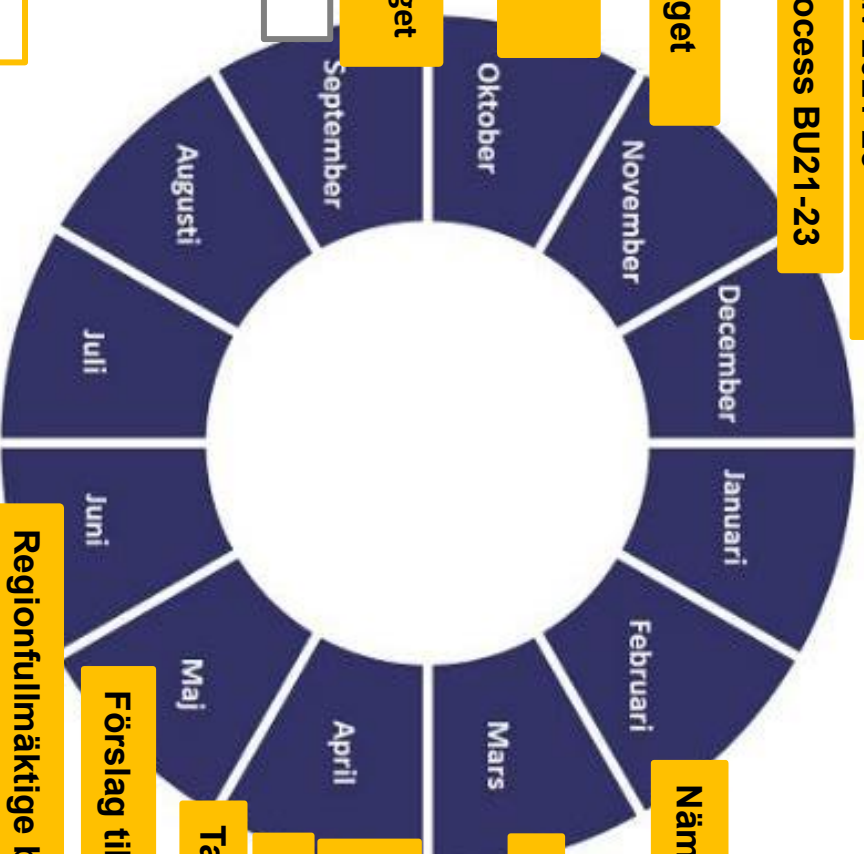 ocess BU21-23
December
Januari
get
November
Februari
Näm
Oktober
Mars
get
September
April
Augusti
Maj
Ta
Förslag til
Juli
Juni
Regionfullmäktige